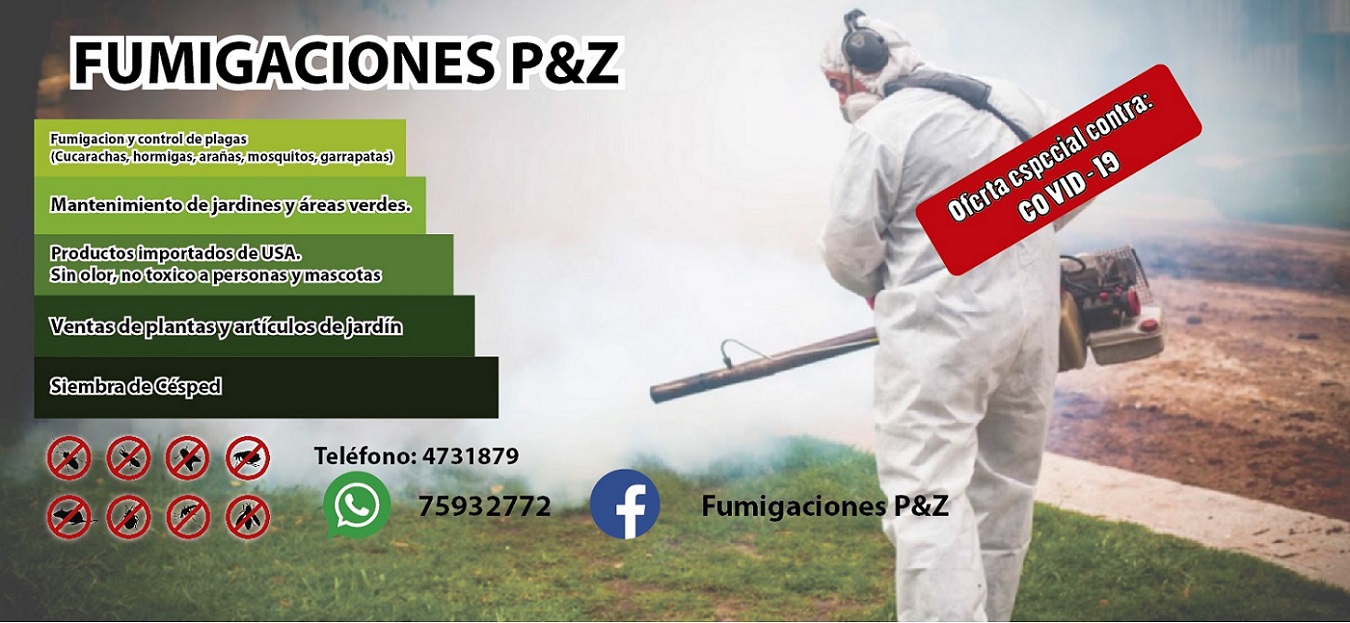 FUMIGACIONES P&Z
Fumigacion y control de plagas
(Cucarachas, hormigas, arañas, mosquitos, garrapatas)
Mantenimiento de jardines y áreas verdes.
Productos importados de USA.
Sin olor, no toxico a personas y mascotas
Ventas de plantas y artículos de jardín
Siembra de Césped
Oferta especial contra:
COVID - 19
Teléfono: 4731879
75932772
Fumigaciones P&Z